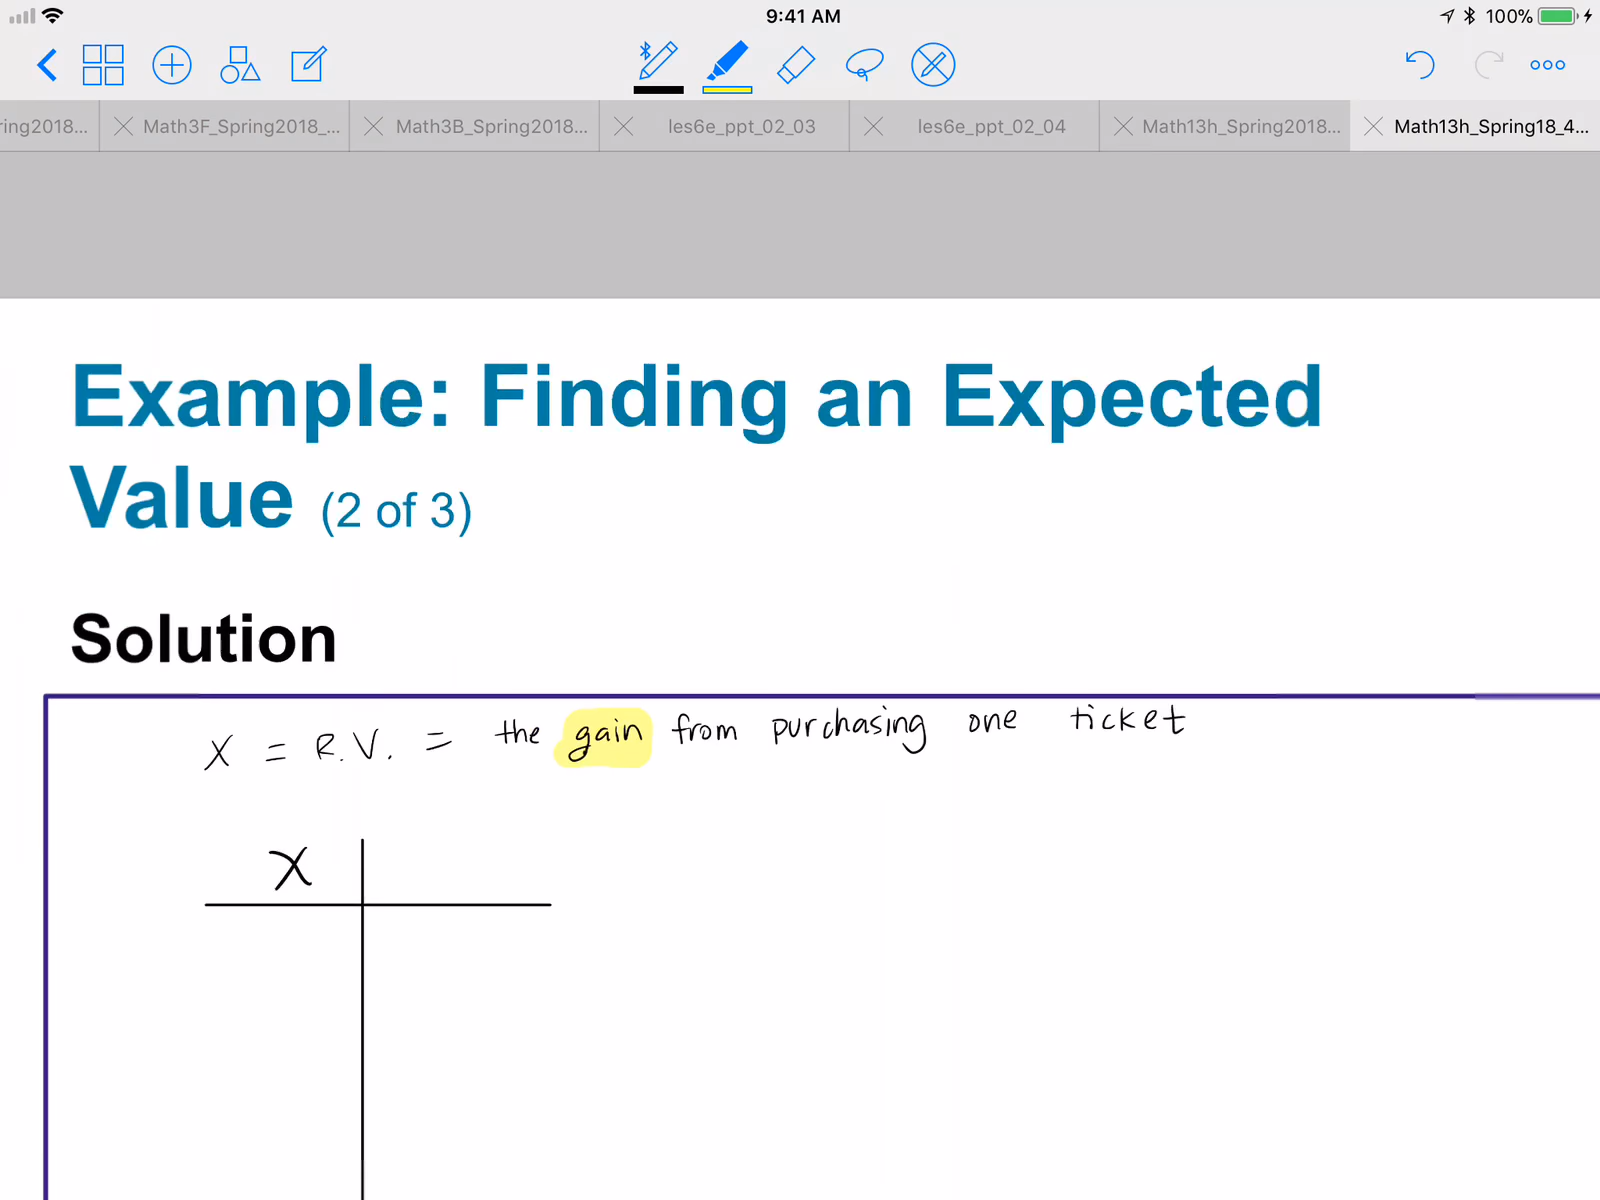 9:41 AM
100%
ring2018...
Math3F_Spring2018_...
Math3B_Spring2018...
les6e_ppt_02_03
les6e_ppt_02_04
Math13h_Spring2018...
Math13h_Spring18_4...
Example: Finding an Expected
Value (2 of 3)
Solution
X = R.V. = the gain from purchasing one ticket
X